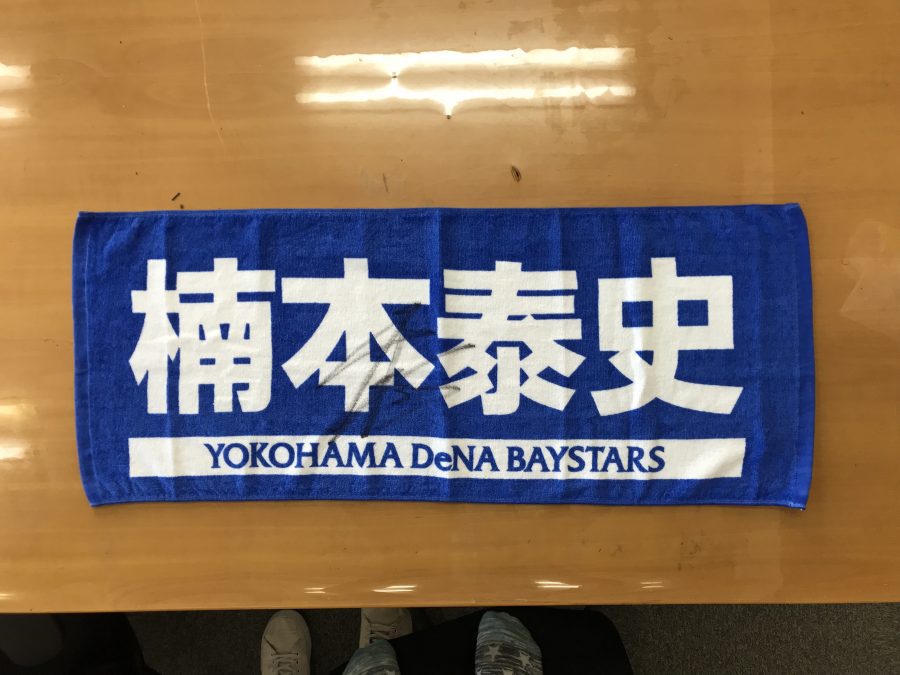 楠本泰史
YOKOHAMA DeNA BAYSTARS